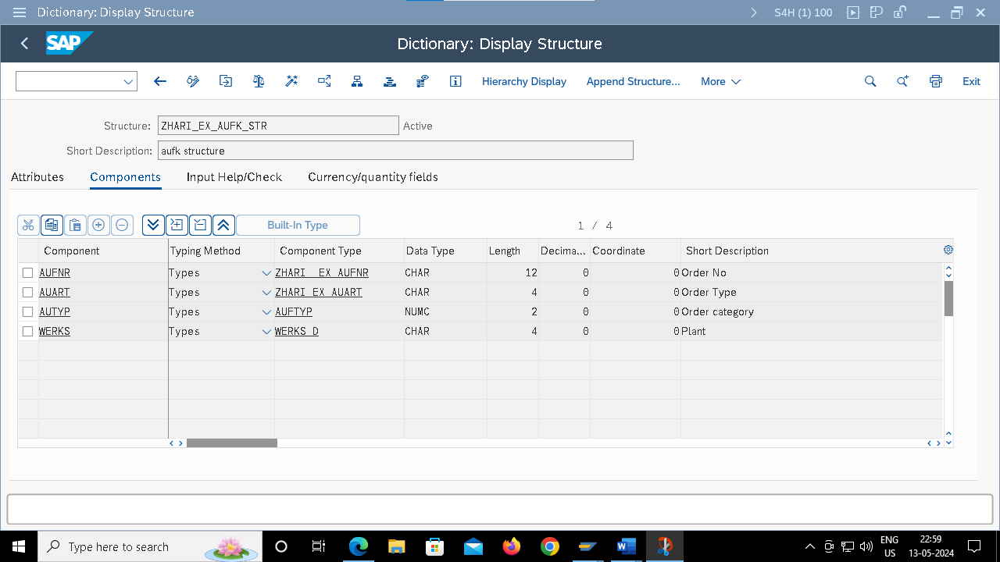 Dictionary: Display Structure
S4H (1) 100
SAP
Dictionary: Display Structure
Hierarchy Display
Append Structure...
More
Exit
Structure: ZHARI_EX_AUFK_STR Active
Short Description: aufk structure
Attributes Components Input Help/Check Currency/quantity fields
Built-In Type
1 / 4
Component Typing Method Component Type Data Type Length Decima... Coordinate Short Description
AUFNR Types ZHARI__EX_AUFNR CHAR 12 0 0 Order No
AUART Types ZHARI_EX_AUART CHAR 4 0 0 Order Type
AUTYP Types AUFTYP NUMC 2 0 0 Order category
WERKS Types WERKS_D CHAR 4 0 0 Plant
Type here to search
ENG
US
22:59
13-05-2024